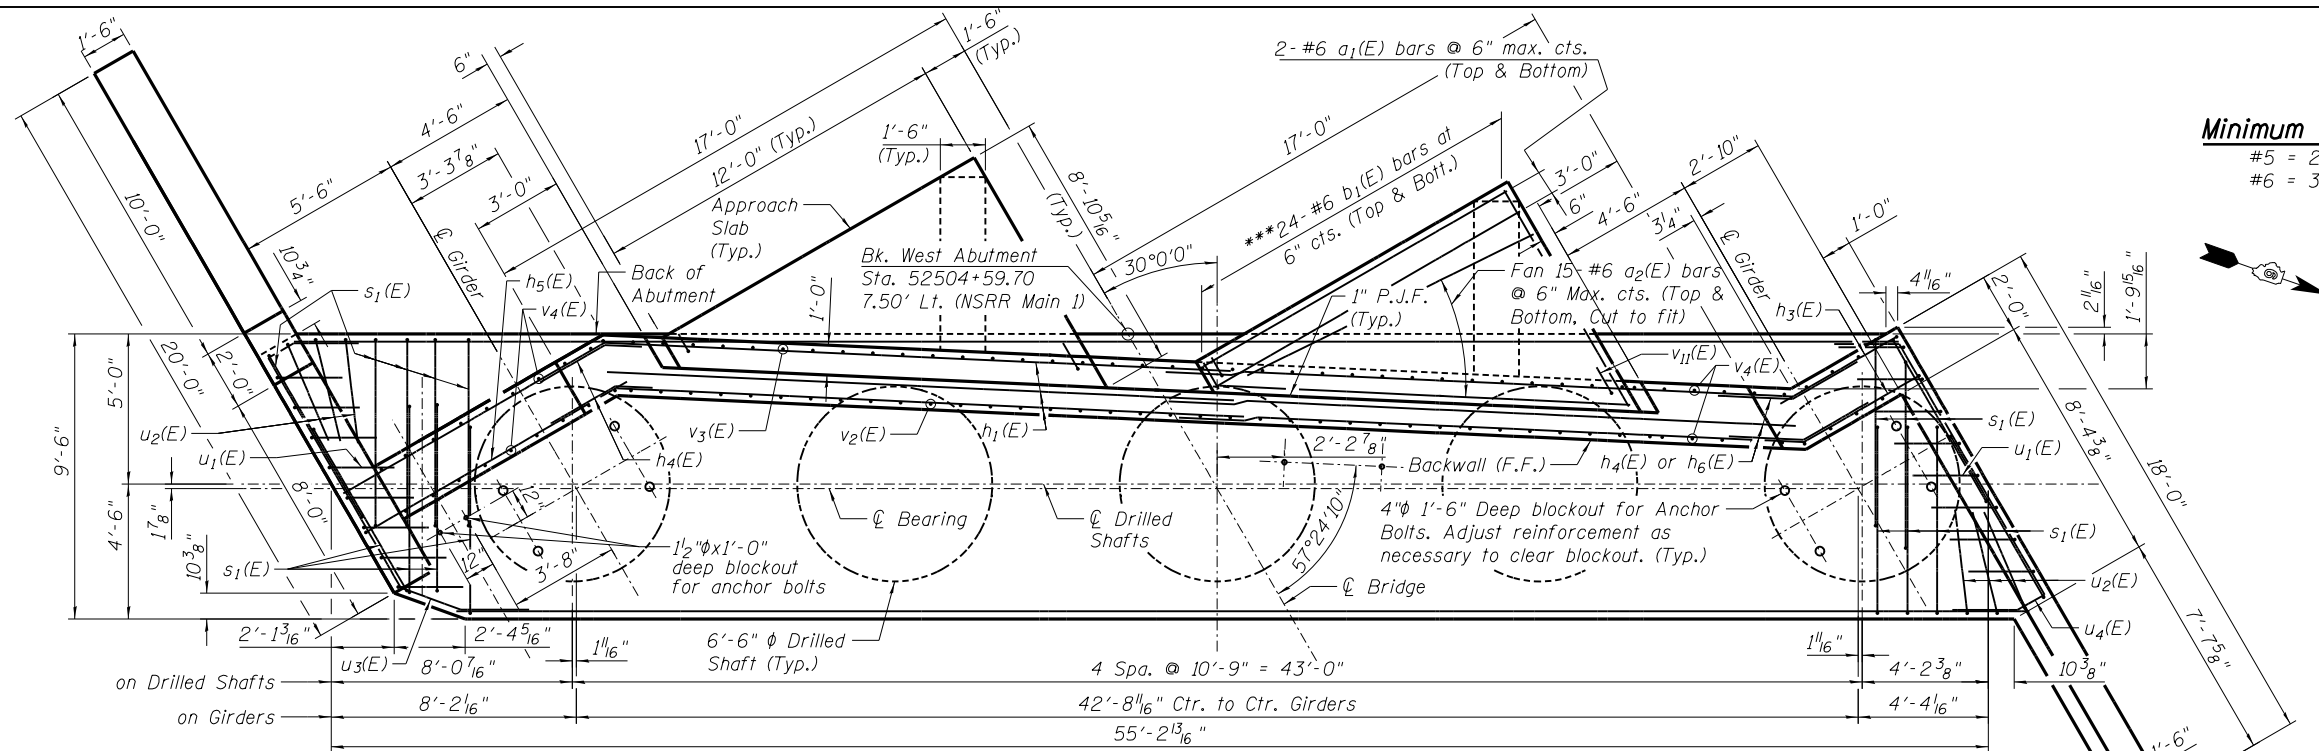 1'-6"
6"
4'-6"
3'-3 7/8"
3'-0"
5'-6"
10'-0"
20'-0"
2'-0"
8'-0"
10 3/4"
17'-0"
12'-0" (Typ.)
1'-6"
(Typ.)
1'-6"
(Typ.)
8'-10 5/16"
(Typ.)
2-#6 a1(E) bars @ 6" max. cts.
(Top & Bottom)
17'-0"
***24-#6 b1(E) bars at
6" cts. (Top & Bott.)
3'-0"
6"
4'-6"
2'-10"
3 1/4"
1'-0"
4 11/16"
2 11/16"
1'-9 15/16"
2'-0"
8'-4 3/8"
18'-0"
7'-7 5/8"
1'-6"
Minimum
#5 = 2
#6 = 3
℄ Girder
s1(E)
h5(E)
v4(E)
Back of
Abutment
Approach
Slab
(Typ.)
Bk. West Abutment
Sta. 52504+59.70
7.50' Lt. (NSRR Main 1)
30°0'0"
1'-0"
1" P.J.F.
(Typ.)
Fan 15-#6 a2(E) bars
@ 6" Max. cts. (Top &
Bottom, Cut to fit)
℄ Girder
h3(E)
v11(E)
v4(E)
9'-6"
5'-0"
4'-6"
1 7/8"
10 3/8"
u2(E)
u1(E)
s1(E)
h4(E)
v3(E)
v2(E)
h1(E)
2'-2 7/8"
Backwall (F.F.)
h4(E) or h6(E)
s1(E)
u1(E)
s1(E)
u2(E)
u4(E)
2"
12"
3'-8"
1 1/2"ϕx1'-0"
deep blockout
for anchor bolts
℄ Bearing
℄ Drilled
Shafts
57°24'10"
4"ϕ 1'-6" Deep blockout for Anchor
Bolts. Adjust reinforcement as
necessary to clear blockout. (Typ.)
℄ Bridge
6'-6" ϕ Drilled
Shaft (Typ.)
2'-1 3/16"
2'-4 5/16"
u3(E)
1 11/16"
1 11/16"
on Drilled Shafts
8'-0 7/16"
4 Spa. @ 10'-9" = 43'-0"
4'-2 3/8"
10 3/8"
on Girders
8'-2 1/16"
42'-8 11/16" Ctr. to Ctr. Girders
4'-4 1/16"
55'-2 13/16"